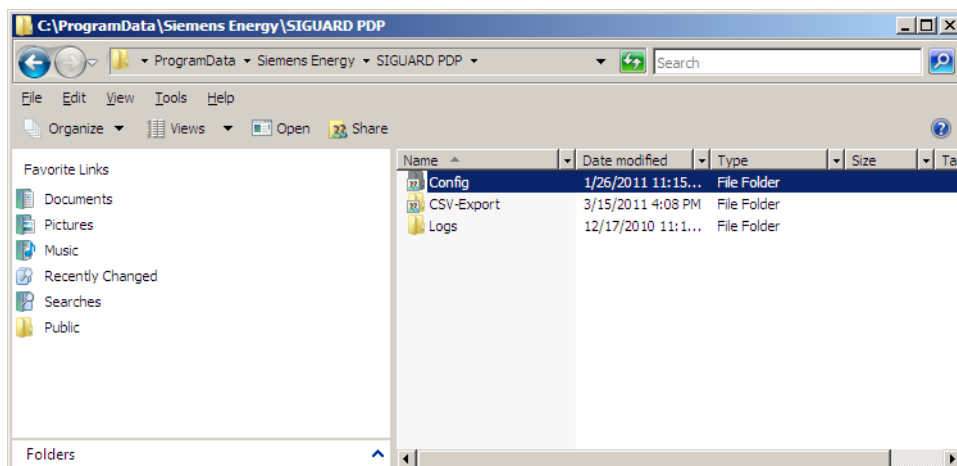 C:\ProgramData\Siemens Energy\SIGUARD PDP
ProgramData Siemens Energy SIGUARD PDP Search
File Edit View Tools Help
Organize Views Open Share
Favorite Links
Documents
Pictures
Music
Recently Changed
Searches
Public
Folders
Name Date modified Type Size Ta
Config 1/26/2011 11:15... File Folder
CSV-Export 3/15/2011 4:08 PM File Folder
Logs 12/17/2010 11:1... File Folder